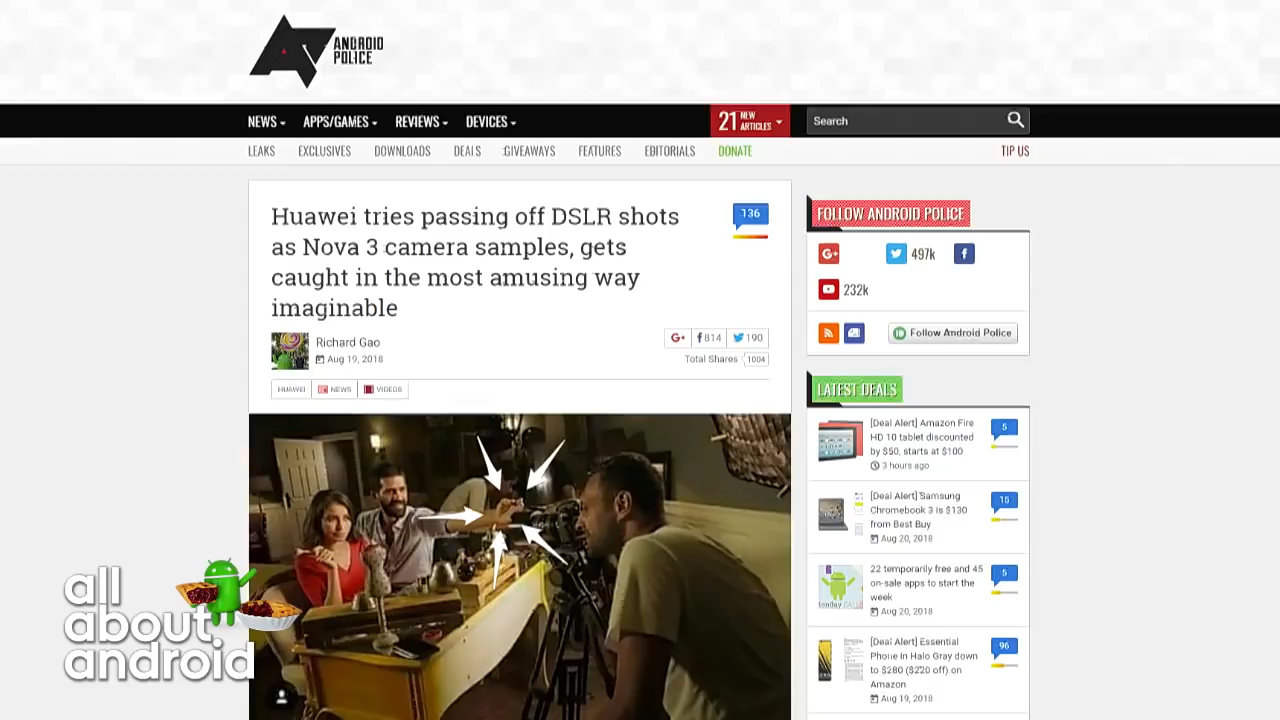 ANDROID
POLICE
NEWS
APPS/GAMES
REVIEWS
DEVICES
21 NEW ARTICLES
Search
LEAKS
EXCLUSIVES
DOWNLOADS
DEALS
GIVEAWAYS
FEATURES
EDITORIALS
DONATE
TIP US
Huawei tries passing off DSLR shots
as Nova 3 camera samples, gets
caught in the most amusing way
imaginable
136
Richard Gao
Aug 19, 2018
G+
814
190
Total Shares 1004
HUAWEI
NEWS
VIDEOS
FOLLOW ANDROID POLICE
G+
497k
232k
Follow Android Police
LATEST DEALS
[Deal Alert] Amazon Fire
HD 10 tablet discounted
by $50, starts at $100
3 hours ago
5
[Deal Alert] Samsung
Chromebook 3 is $130
from Best Buy
Aug 20, 2018
15
22 temporarily free and 45
on-sale apps to start the
week
Aug 20, 2018
5
[Deal Alert] Essential
Phone in Halo Gray down
to $280 ($220 off) on
Amazon
Aug 19, 2018
96
all
about
android